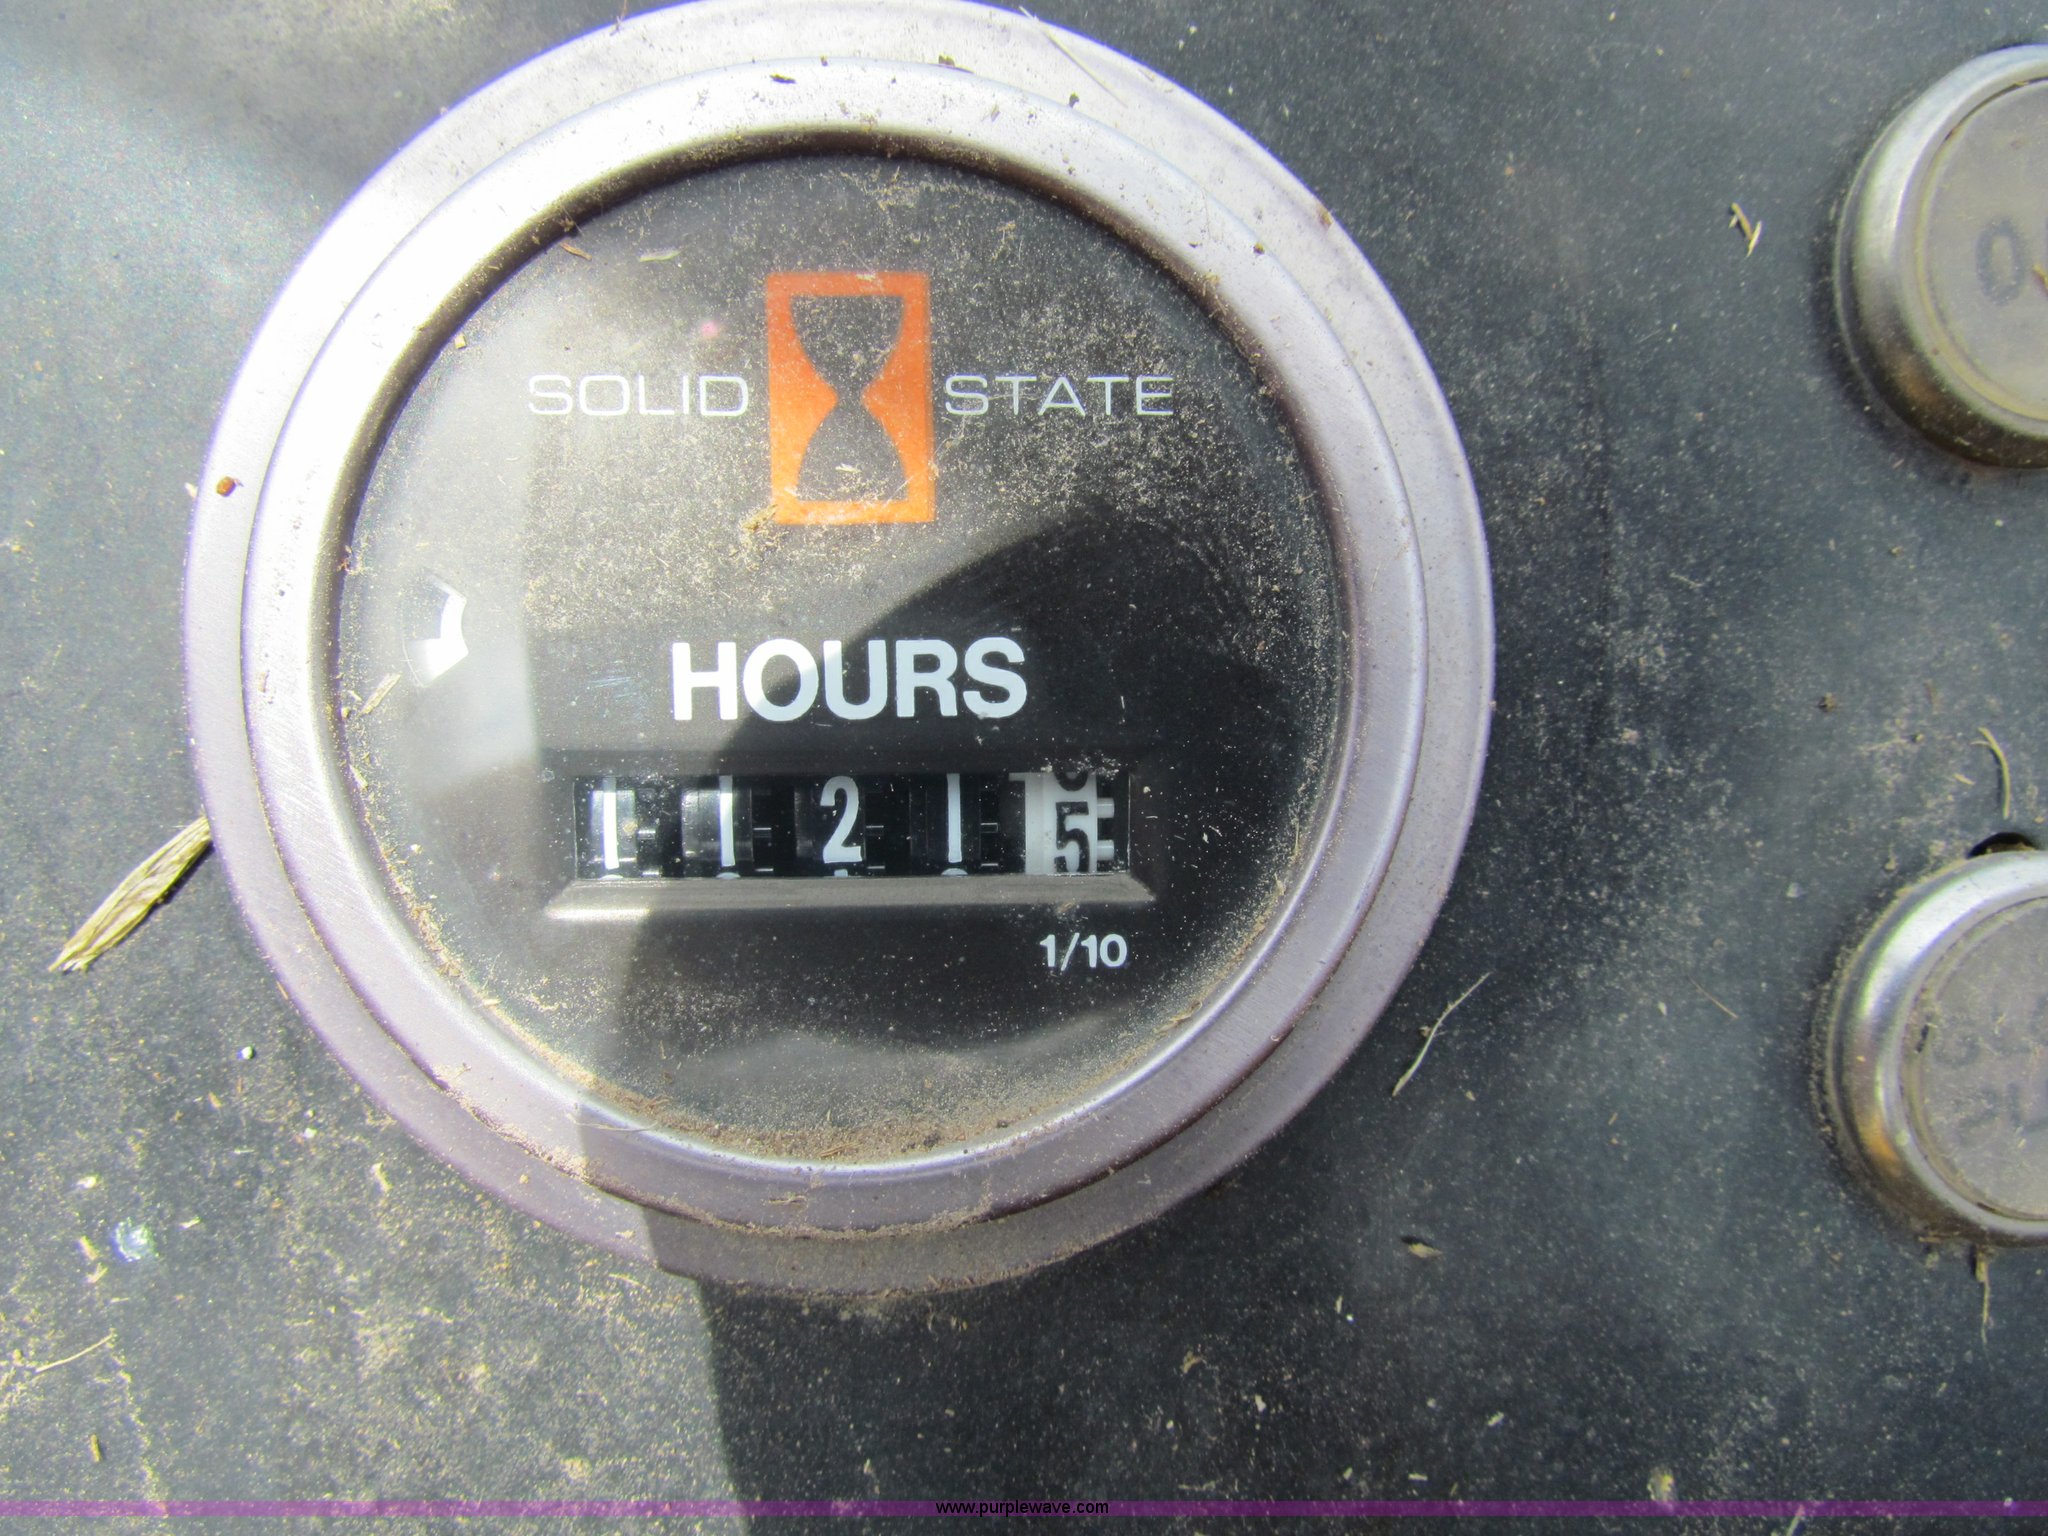 SOLID STATE
HOURS
1 1 2 1 5
1/10
www.purplewave.com